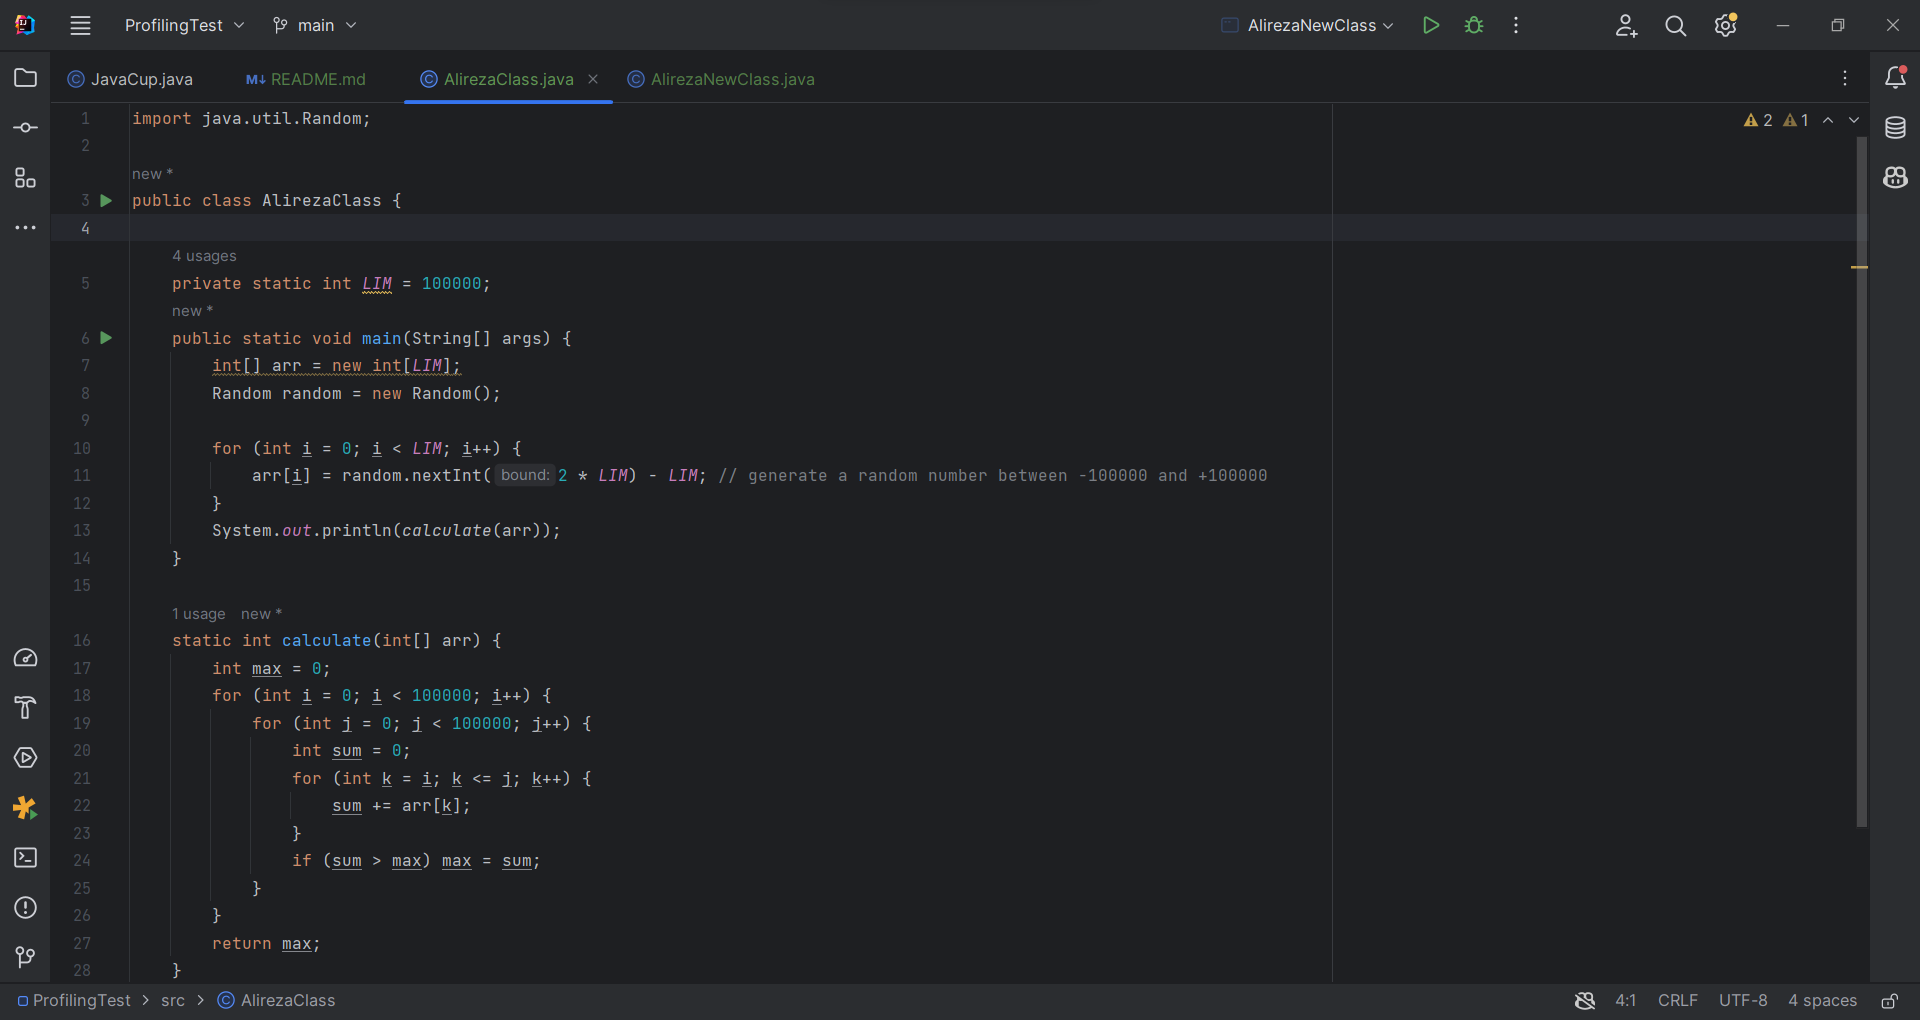 ProfilingTest main AlirezaNewClass
JavaCup.java README.md AlirezaClass.java AlirezaNewClass.java
1 import java.util.Random; 2 1
2
new *
3 public class AlirezaClass {
4
4 usages
5 private static int LIM = 100000;
new *
6 public static void main(String[] args) {
7 int[] arr = new int[LIM];
8 Random random = new Random();
9
10 for (int i = 0; i < LIM; i++) {
11 arr[i] = random.nextInt( bound: 2 * LIM) - LIM; // generate a random number between -100000 and +100000
12 }
13 System.out.println(calculate(arr));
14 }
15
1 usage new *
16 static int calculate(int[] arr) {
17 int max = 0;
18 for (int i = 0; i < 100000; i++) {
19 for (int j = 0; j < 100000; j++) {
20 int sum = 0;
21 for (int k = i; k <= j; k++) {
22 sum += arr[k];
23 }
24 if (sum > max) max = sum;
25 }
26 }
27 return max;
28 }
ProfilingTest > src > AlirezaClass 4:1 CRLF UTF-8 4 spaces